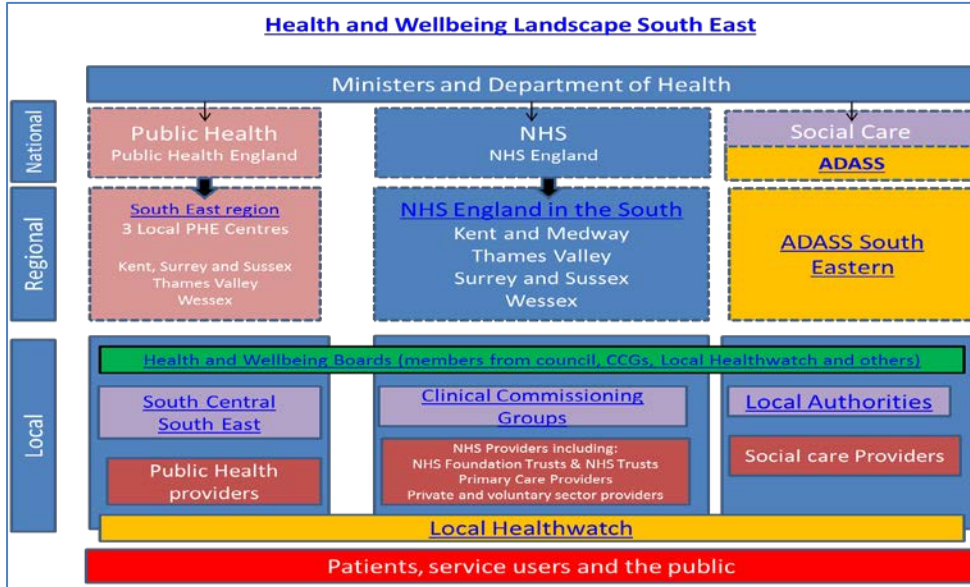 Health and Wellbeing Landscape South East
Ministers and Department of Health
National
Public Health
Public Health England
NHS
NHS England
Social Care
ADASS
Regional
South East region
3 Local PHE Centres
Kent, Surrey and Sussex
Thames Valley
Wessex
NHS England in the South
Kent and Medway
Thames Valley
Surrey and Sussex
Wessex
ADASS South
Eastern
Local
Health and Wellbeing Boards (members from council, CCGs, Local Healthwatch and others)
South Central
South East
Public Health
providers
Clinical Commissioning
Groups
NHS Providers including:
NHS Foundation Trusts & NHS Trusts
Primary Care Providers
Private and voluntary sector providers
Local Authorities
Social care Providers
Local Healthwatch
Patients, service users and the public